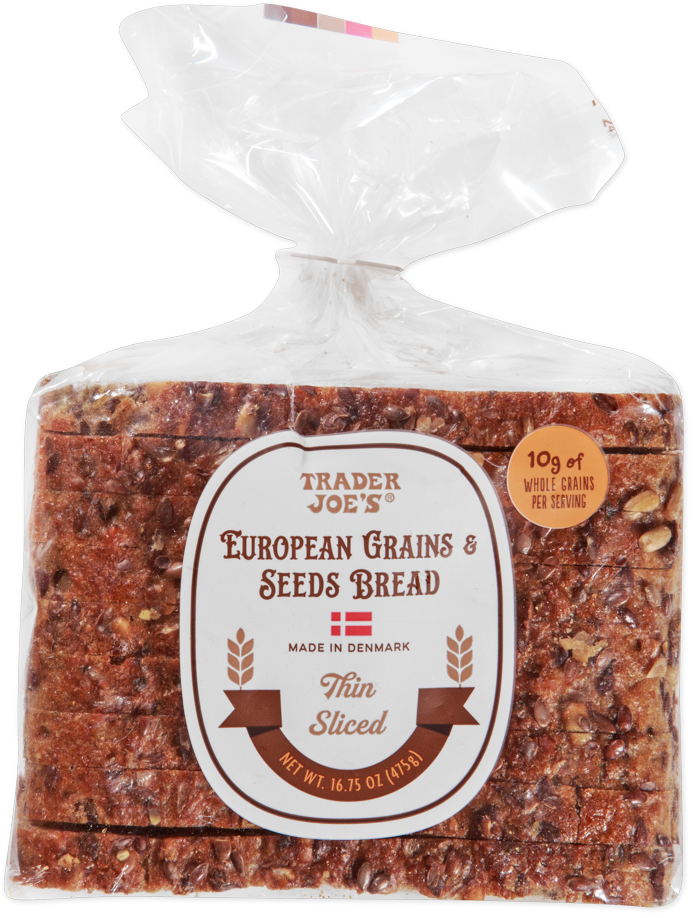 TRADER
JOE'S®
EUROPEAN GRAINS &
SEEDS BREAD
MADE IN DENMARK
Thin
Sliced
NET WT. 16.75 OZ (475g)
10g of
WHOLE GRAINS
PER SERVING